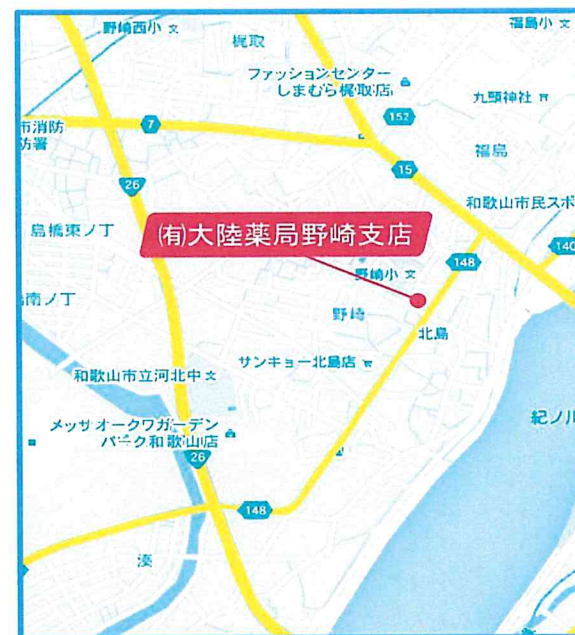 野崎西小
福島小
梶取
ファッションセンター
しまむら梶取店
丸頭神社
市消防
防署
7
152
福島
26
15
和歌山市民スポ
島橋東ノ丁
(有)大陸薬局野崎支店
148
140
野崎小
南ノ丁
野崎
北島
サンキョー北島店
和歌山市立河北中
紀ノ川
メッサオークワガーデン
パーク和歌山店
26
148
湊